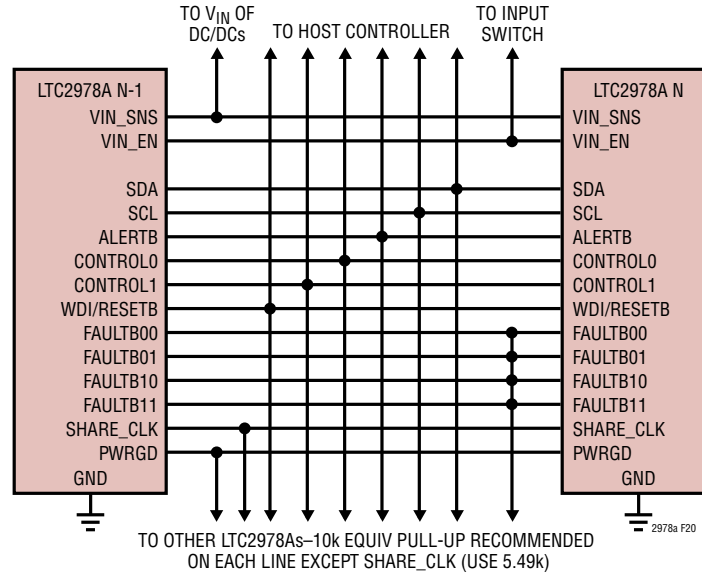 TO VIN OF
DC/DCs
TO HOST CONTROLLER
TO INPUT
SWITCH
LTC2978A N-1
VIN_SNS
VIN_EN
SDA
SCL
ALERTB
CONTROL0
CONTROL1
WDI/RESETB
FAULTB00
FAULTB01
FAULTB10
FAULTB11
SHARE_CLK
PWRGD
GND
LTC2978A N
VIN_SNS
VIN_EN
SDA
SCL
ALERTB
CONTROL0
CONTROL1
WDI/RESETB
FAULTB00
FAULTB01
FAULTB10
FAULTB11
SHARE_CLK
PWRGD
GND
2978a F20
TO OTHER LTC2978As–10k EQUIV PULL-UP RECOMMENDED
ON EACH LINE EXCEPT SHARE_CLK (USE 5.49k)